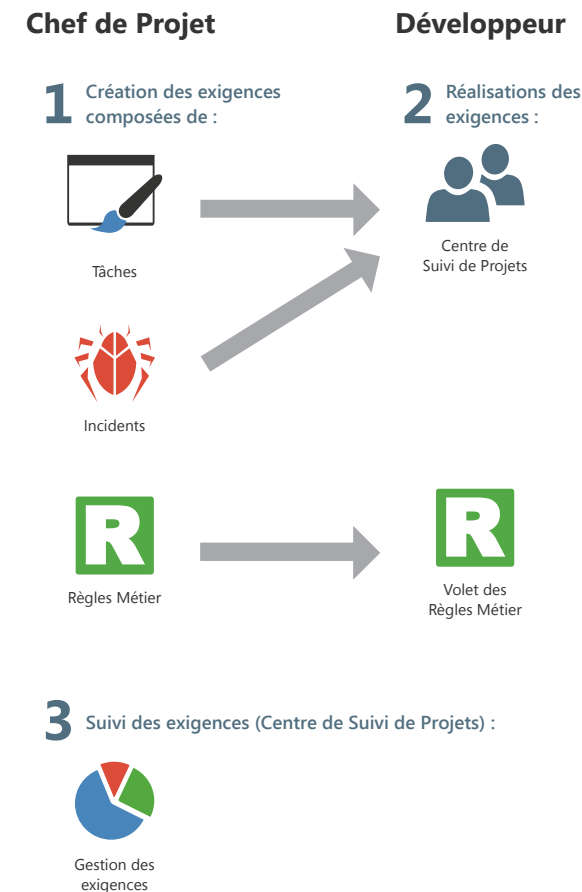 Chef de Projet
Développeur
1 Création des exigences
composées de :
2 Réalisations des
exigences :
Tâches
Centre de
Suivi de Projets
Incidents
R
Règles Métier
R
Volet des
Règles Métier
3 Suivi des exigences (Centre de Suivi de Projets) :
Gestion des
exigences